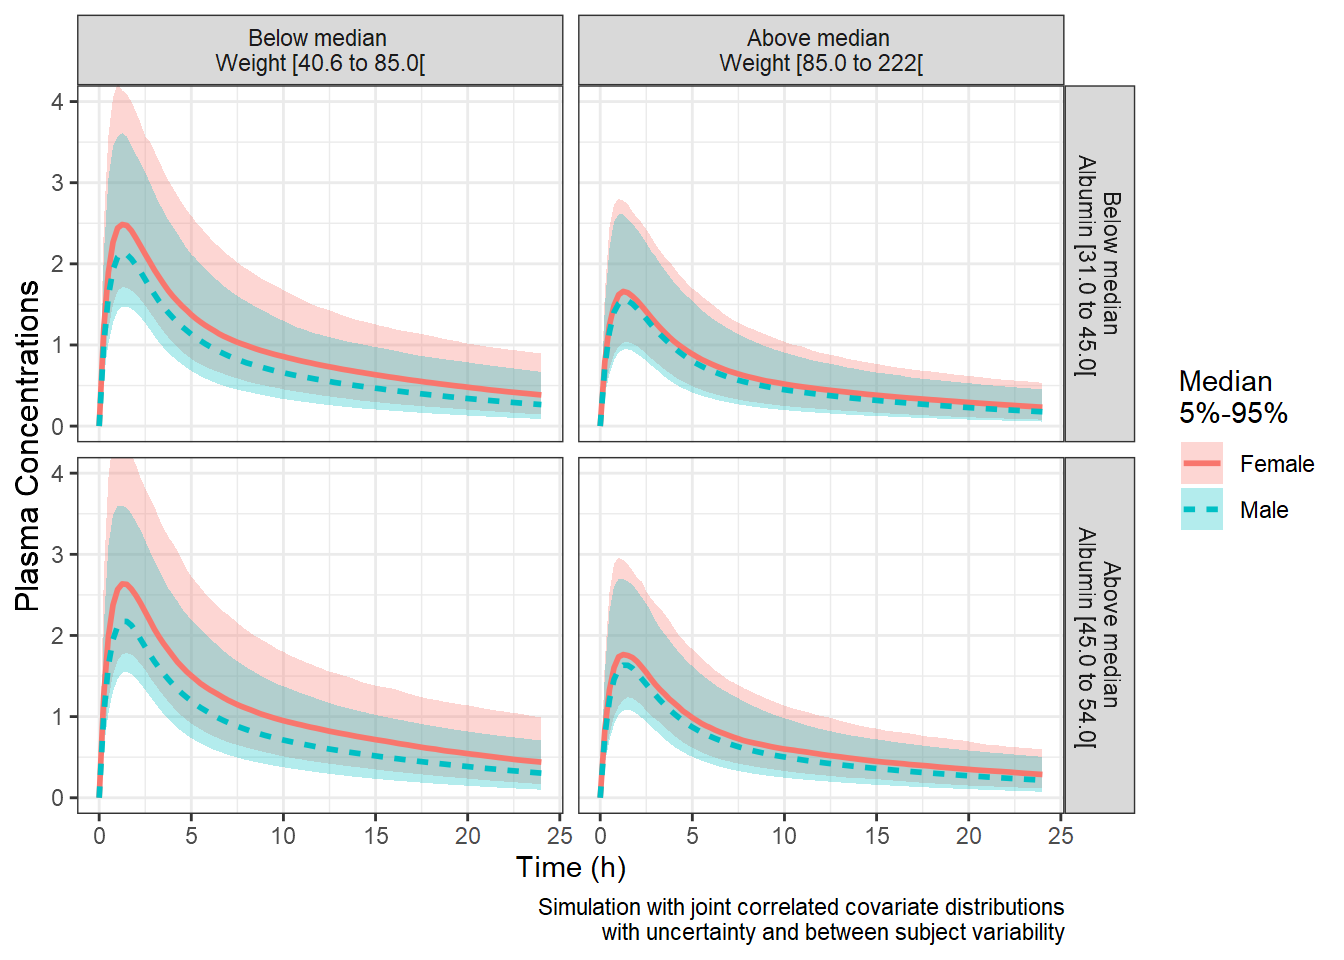 Below median
Weight [40.6 to 85.0[
Above median
Weight [85.0 to 222[
Plasma Concentrations
4
3
2
1
0
Below median
Albumin [31.0 to 45.0[
4
3
2
1
0
Above median
Albumin [45.0 to 54.0[
0
5
10
15
20
25
0
5
10
15
20
25
Time (h)
Median
5%-95%
Female
Male
Simulation with joint correlated covariate distributions
with uncertainty and between subject variability